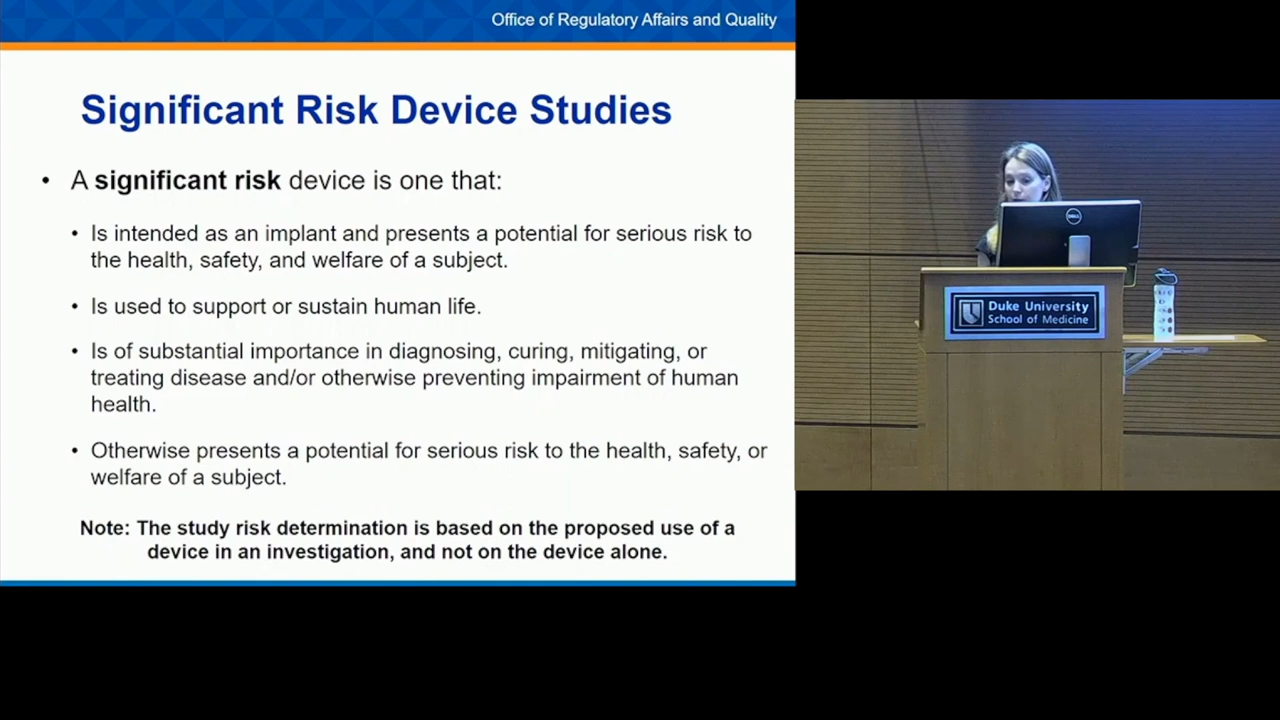 Office of Regulatory Affairs and Quality
Significant Risk Device Studies
• A significant risk device is one that:
• Is intended as an implant and presents a potential for serious risk to
the health, safety, and welfare of a subject.
• Is used to support or sustain human life.
• Is of substantial importance in diagnosing, curing, mitigating, or
treating disease and/or otherwise preventing impairment of human
health.
• Otherwise presents a potential for serious risk to the health, safety, or
welfare of a subject.
Note: The study risk determination is based on the proposed use of a
device in an investigation, and not on the device alone.
DELL
Duke University
School of Medicine